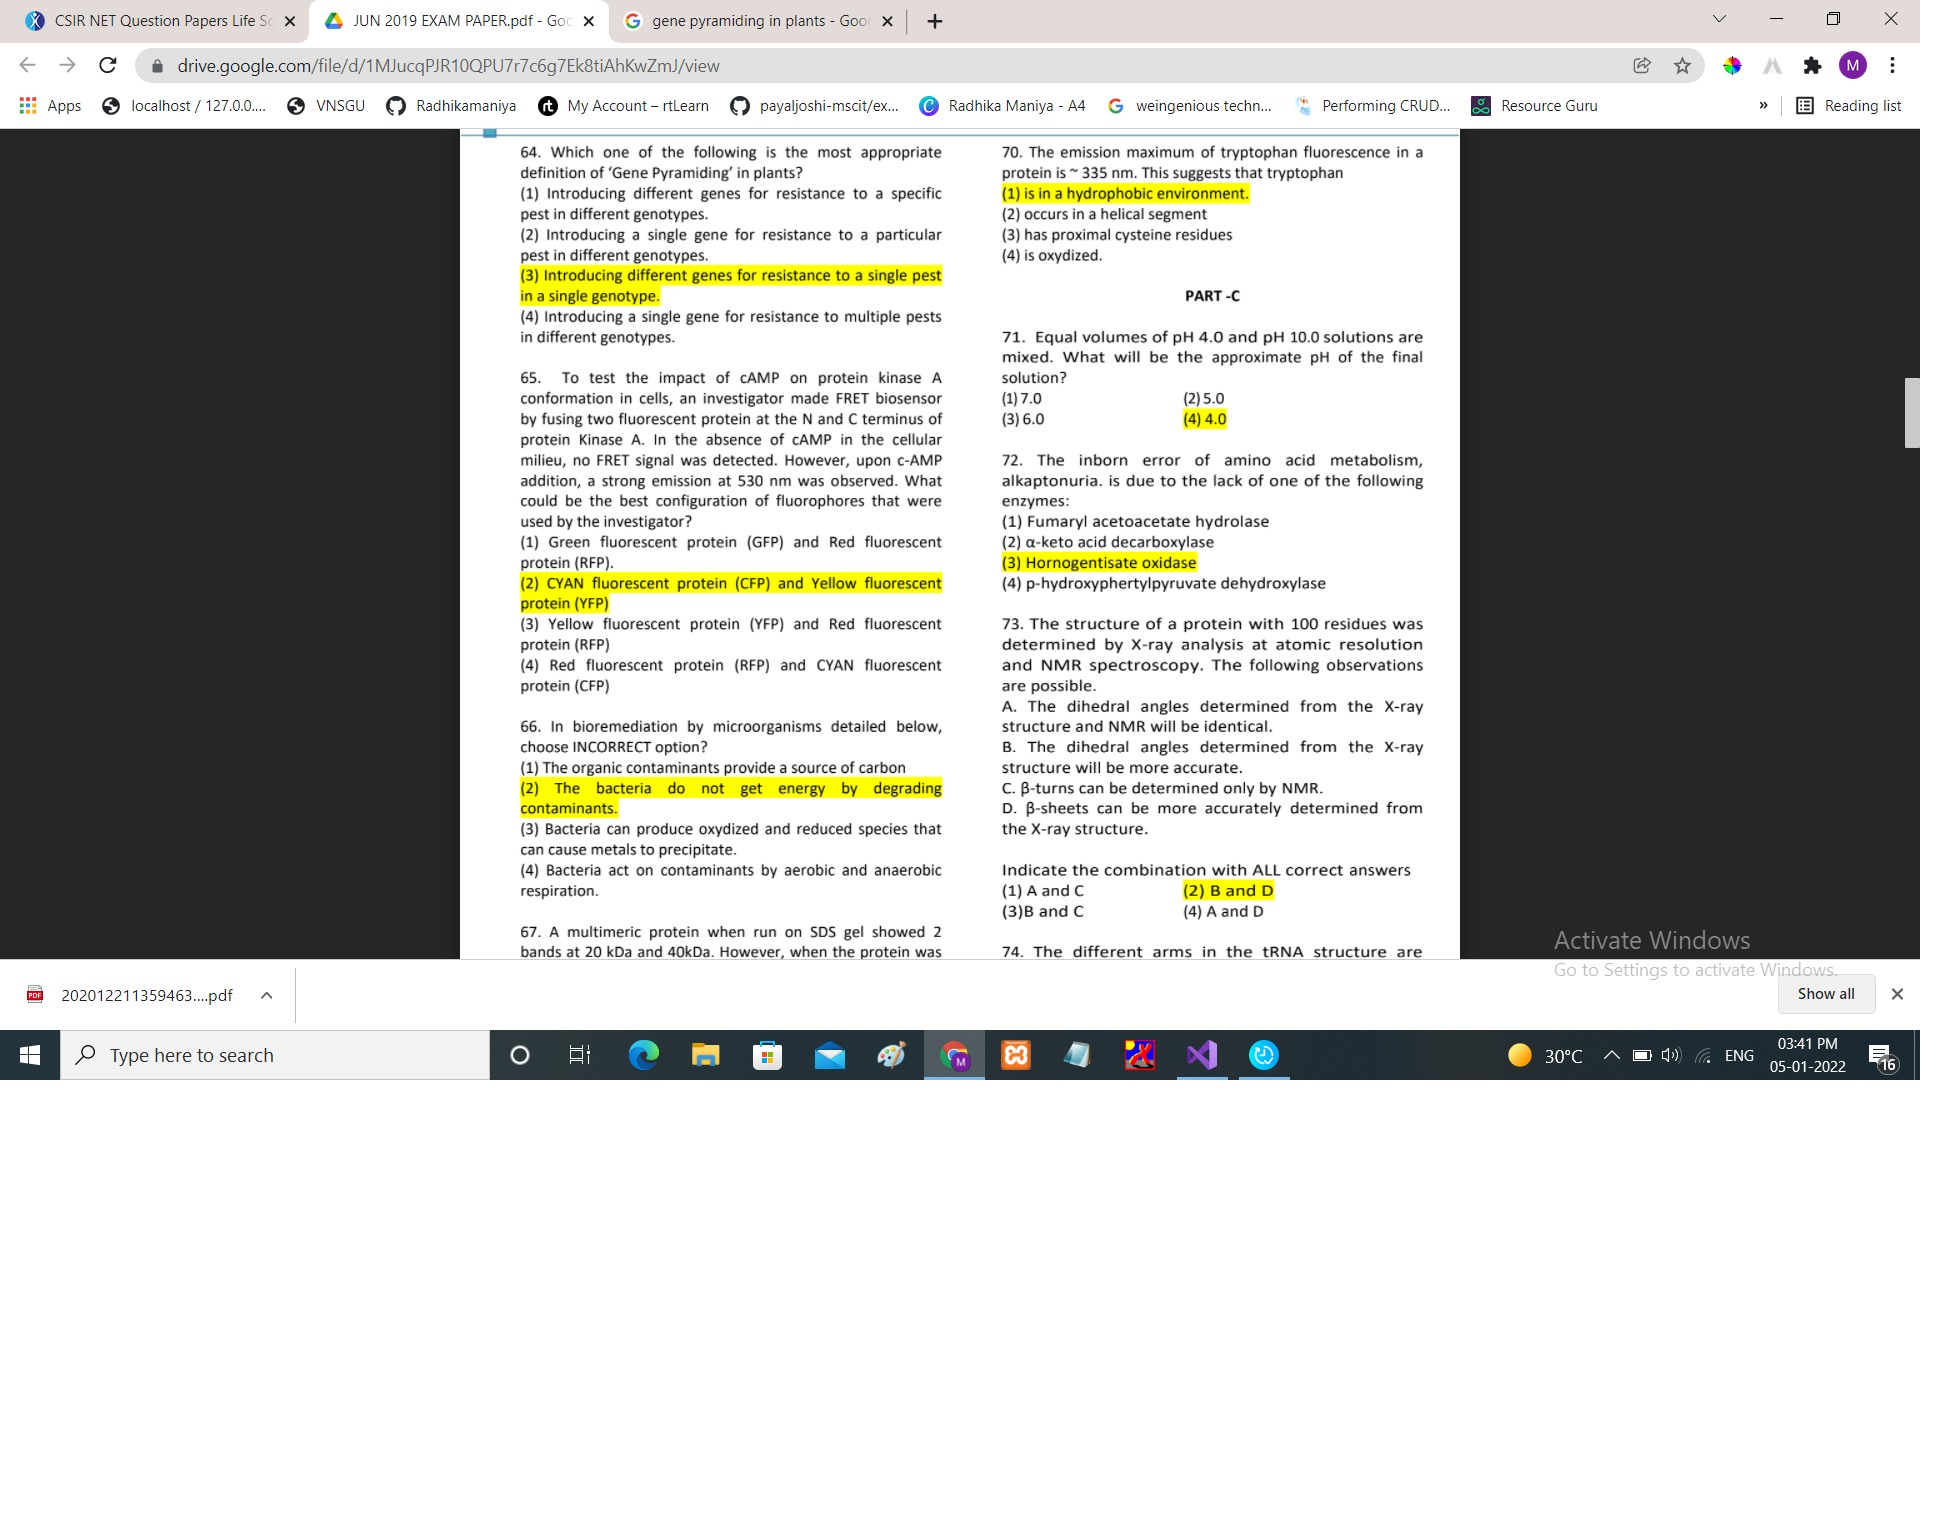 CSIR NET Question Papers Life Sc
JUN 2019 EXAM PAPER.pdf - Goo
gene pyramiding in plants - Goog
drive.google.com/file/d/1MJucqPJR10QPU7r7c6g7Ek8tiAhKwZmJ/view
M
Apps
localhost / 127.0.0....
VNSGU
Radhikamaniya
My Account – rtLearn
payaljoshi-mscit/ex...
Radhika Maniya - A4
weingenious techn...
Performing CRUD...
Resource Guru
»
Reading list
64. Which one of the following is the most appropriate
definition of ‘Gene Pyramiding’ in plants?
(1) Introducing different genes for resistance to a specific
pest in different genotypes.
(2) Introducing a single gene for resistance to a particular
pest in different genotypes.
(3) Introducing different genes for resistance to a single pest
in a single genotype.
(4) Introducing a single gene for resistance to multiple pests
in different genotypes.
65. To test the impact of cAMP on protein kinase A
conformation in cells, an investigator made FRET biosensor
by fusing two fluorescent protein at the N and C terminus of
protein Kinase A. In the absence of cAMP in the cellular
milieu, no FRET signal was detected. However, upon c-AMP
addition, a strong emission at 530 nm was observed. What
could be the best configuration of fluorophores that were
used by the investigator?
(1) Green fluorescent protein (GFP) and Red fluorescent
protein (RFP).
(2) CYAN fluorescent protein (CFP) and Yellow fluorescent
protein (YFP)
(3) Yellow fluorescent protein (YFP) and Red fluorescent
protein (RFP)
(4) Red fluorescent protein (RFP) and CYAN fluorescent
protein (CFP)
66. In bioremediation by microorganisms detailed below,
choose INCORRECT option?
(1) The organic contaminants provide a source of carbon
(2) The bacteria do not get energy by degrading
contaminants.
(3) Bacteria can produce oxydized and reduced species that
can cause metals to precipitate.
(4) Bacteria act on contaminants by aerobic and anaerobic
respiration.
67. A multimeric protein when run on SDS gel showed 2
bands at 20 kDa and 40kDa. However, when the protein was
70. The emission maximum of tryptophan fluorescence in a
protein is ~ 335 nm. This suggests that tryptophan
(1) is in a hydrophobic environment.
(2) occurs in a helical segment
(3) has proximal cysteine residues
(4) is oxydized.
PART -C
71. Equal volumes of pH 4.0 and pH 10.0 solutions are
mixed. What will be the approximate pH of the final
solution?
(1) 7.0 (2) 5.0
(3) 6.0 (4) 4.0
72. The inborn error of amino acid metabolism,
alkaptonuria. is due to the lack of one of the following
enzymes:
(1) Fumaryl acetoacetate hydrolase
(2) α-keto acid decarboxylase
(3) Hornogentisate oxidase
(4) p-hydroxyphertylpyruvate dehydroxylase
73. The structure of a protein with 100 residues was
determined by X-ray analysis at atomic resolution
and NMR spectroscopy. The following observations
are possible.
A. The dihedral angles determined from the X-ray
structure and NMR will be identical.
B. The dihedral angles determined from the X-ray
structure will be more accurate.
C. β-turns can be determined only by NMR.
D. β-sheets can be more accurately determined from
the X-ray structure.
Indicate the combination with ALL correct answers
(1) A and C (2) B and D
(3)B and C (4) A and D
74. The different arms in the tRNA structure are
Activate Windows
Go to Settings to activate Windows.
202012211359463....pdf
Show all
Type here to search
30°C
ENG
03:41 PM
05-01-2022
16